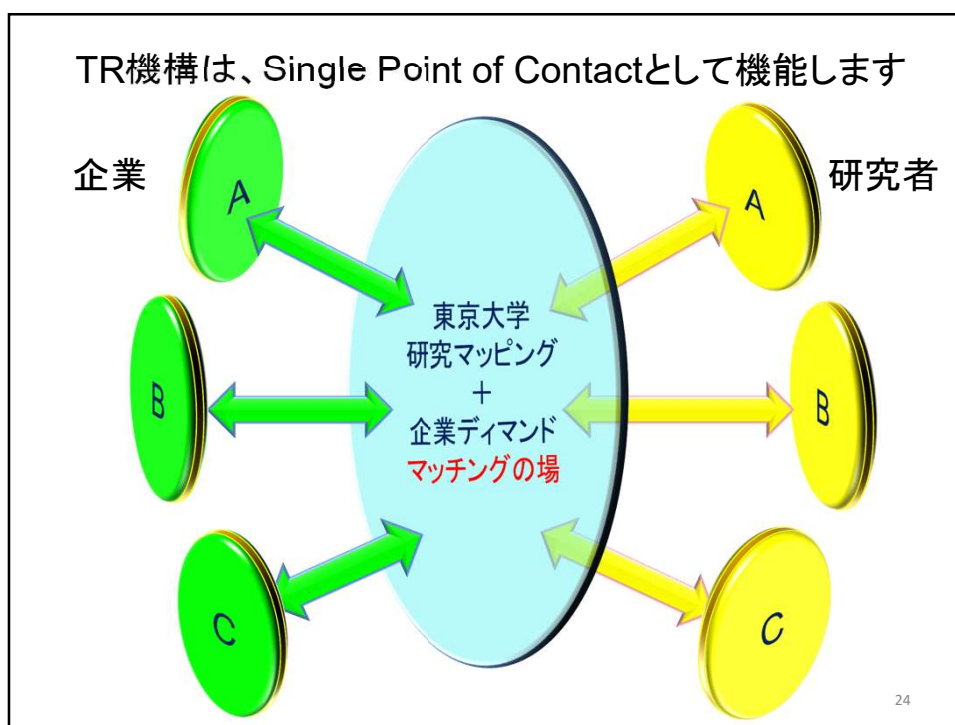 TR機構は、Single Point of Contactとして機能します
企業
研究者
A
A
東京大学
研究マッピング
+
企業ディマンド
マッチングの場
B
B
C
C
24